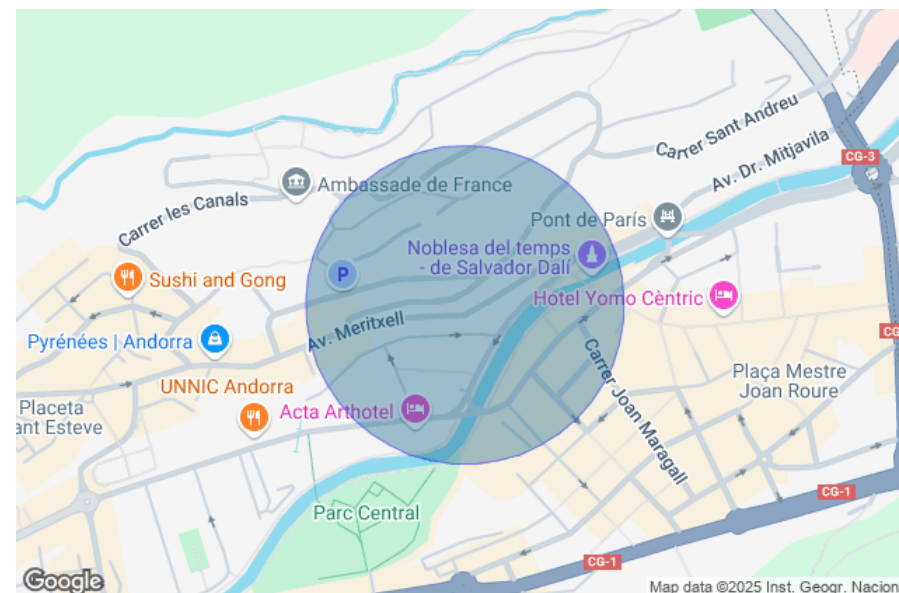 Carrer Sant Andreu
Av. Dr. Mitjavila
CG-3
Ambassade de France
Carrer les Canals
Pont de París
Noblesa del temps
- de Salvador Dalí
P
Sushi and Gong
Hotel Yomo Cèntric
Av. Meritxell
Pyrénées | Andorra
CG
Carrer Joan Maragall
Plaça Mestre
Joan Roure
UNNIC Andorra
Acta Arthotel
Placeta
ant Esteve
CG-1
Parc Central
CG-1
Google
Map data ©2025 Inst. Geogr. Nacion